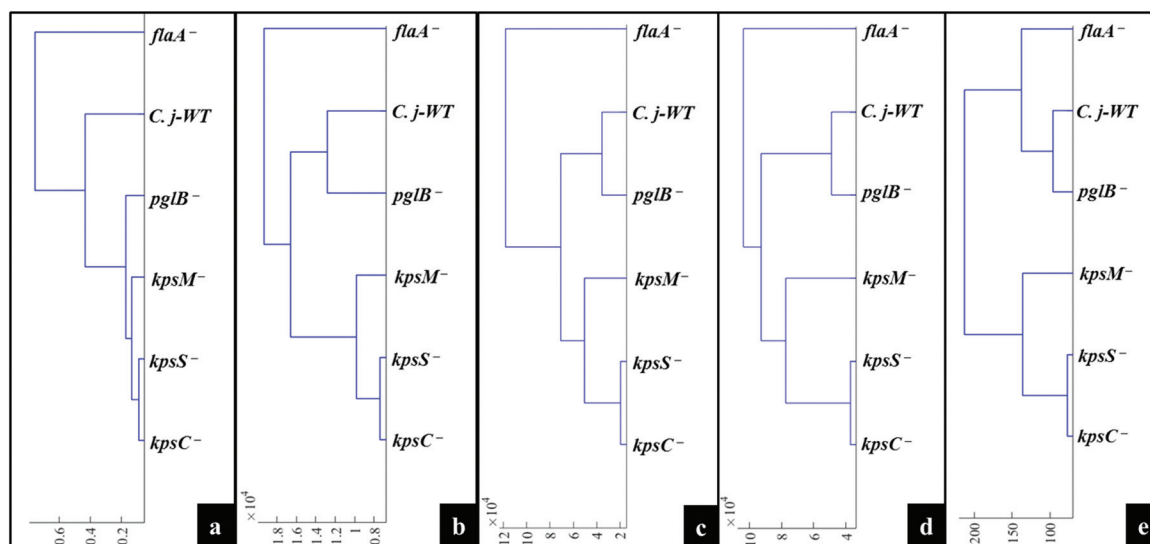 flaA⁻
C. j-WT
pglB⁻
kpsM⁻
kpsS⁻
kpsC⁻
0.6 0.4 0.2
a
flaA⁻
C. j-WT
pglB⁻
kpsM⁻
kpsS⁻
kpsC⁻
×10⁴
1.8 1.6 1.4 1.2 1 0.8
b
flaA⁻
C. j-WT
pglB⁻
kpsM⁻
kpsS⁻
kpsC⁻
×10⁴
12 10 8 6 4 2
c
flaA⁻
C. j-WT
pglB⁻
kpsM⁻
kpsS⁻
kpsC⁻
×10⁴
10 8 6 4
d
flaA⁻
C. j-WT
pglB⁻
kpsM⁻
kpsS⁻
kpsC⁻
200 150 100
e